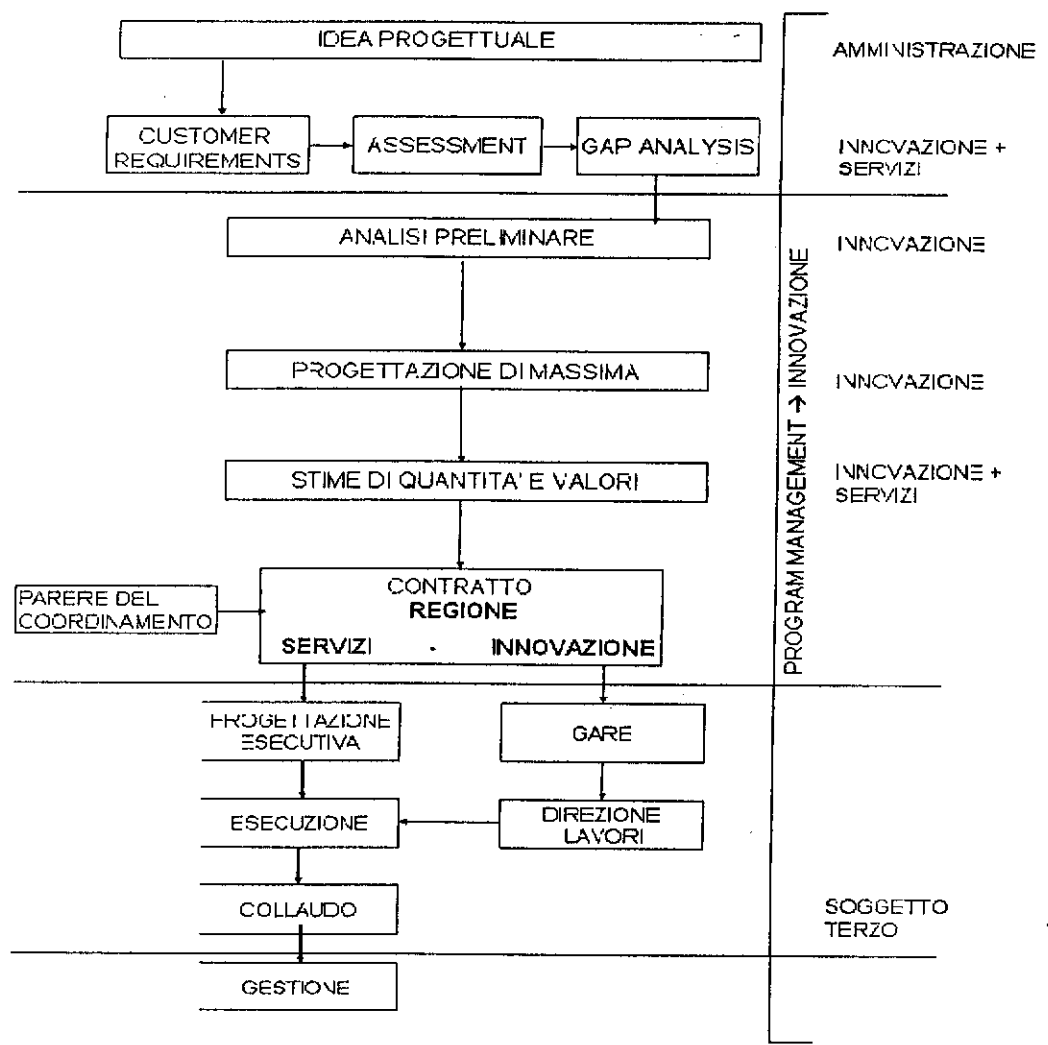 IDEA PROGETTUALE
AMMINISTRAZIONE
CUSTOMER
REQUIREMENTS
ASSESSMENT
GAP ANALYSIS
INNOVAZIONE +
SERVIZI
ANALISI PRELIMINARE
INNOVAZIONE
PROGETTAZIONE DI MASSIMA
INNOVAZIONE
STIME DI QUANTITA' E VALORI
INNOVAZIONE +
SERVIZI
PROGRAM MANAGEMENT → INNOVAZIONE
PARERE DEL
COORDINAMENTO
CONTRATTO
REGIONE
SERVIZI - INNOVAZIONE
PROGETTAZIONE
ESECUTIVA
GARE
ESECUZIONE
DIREZIONE
LAVORI
COLLAUDO
SOGGETTO
TERZO
GESTIONE